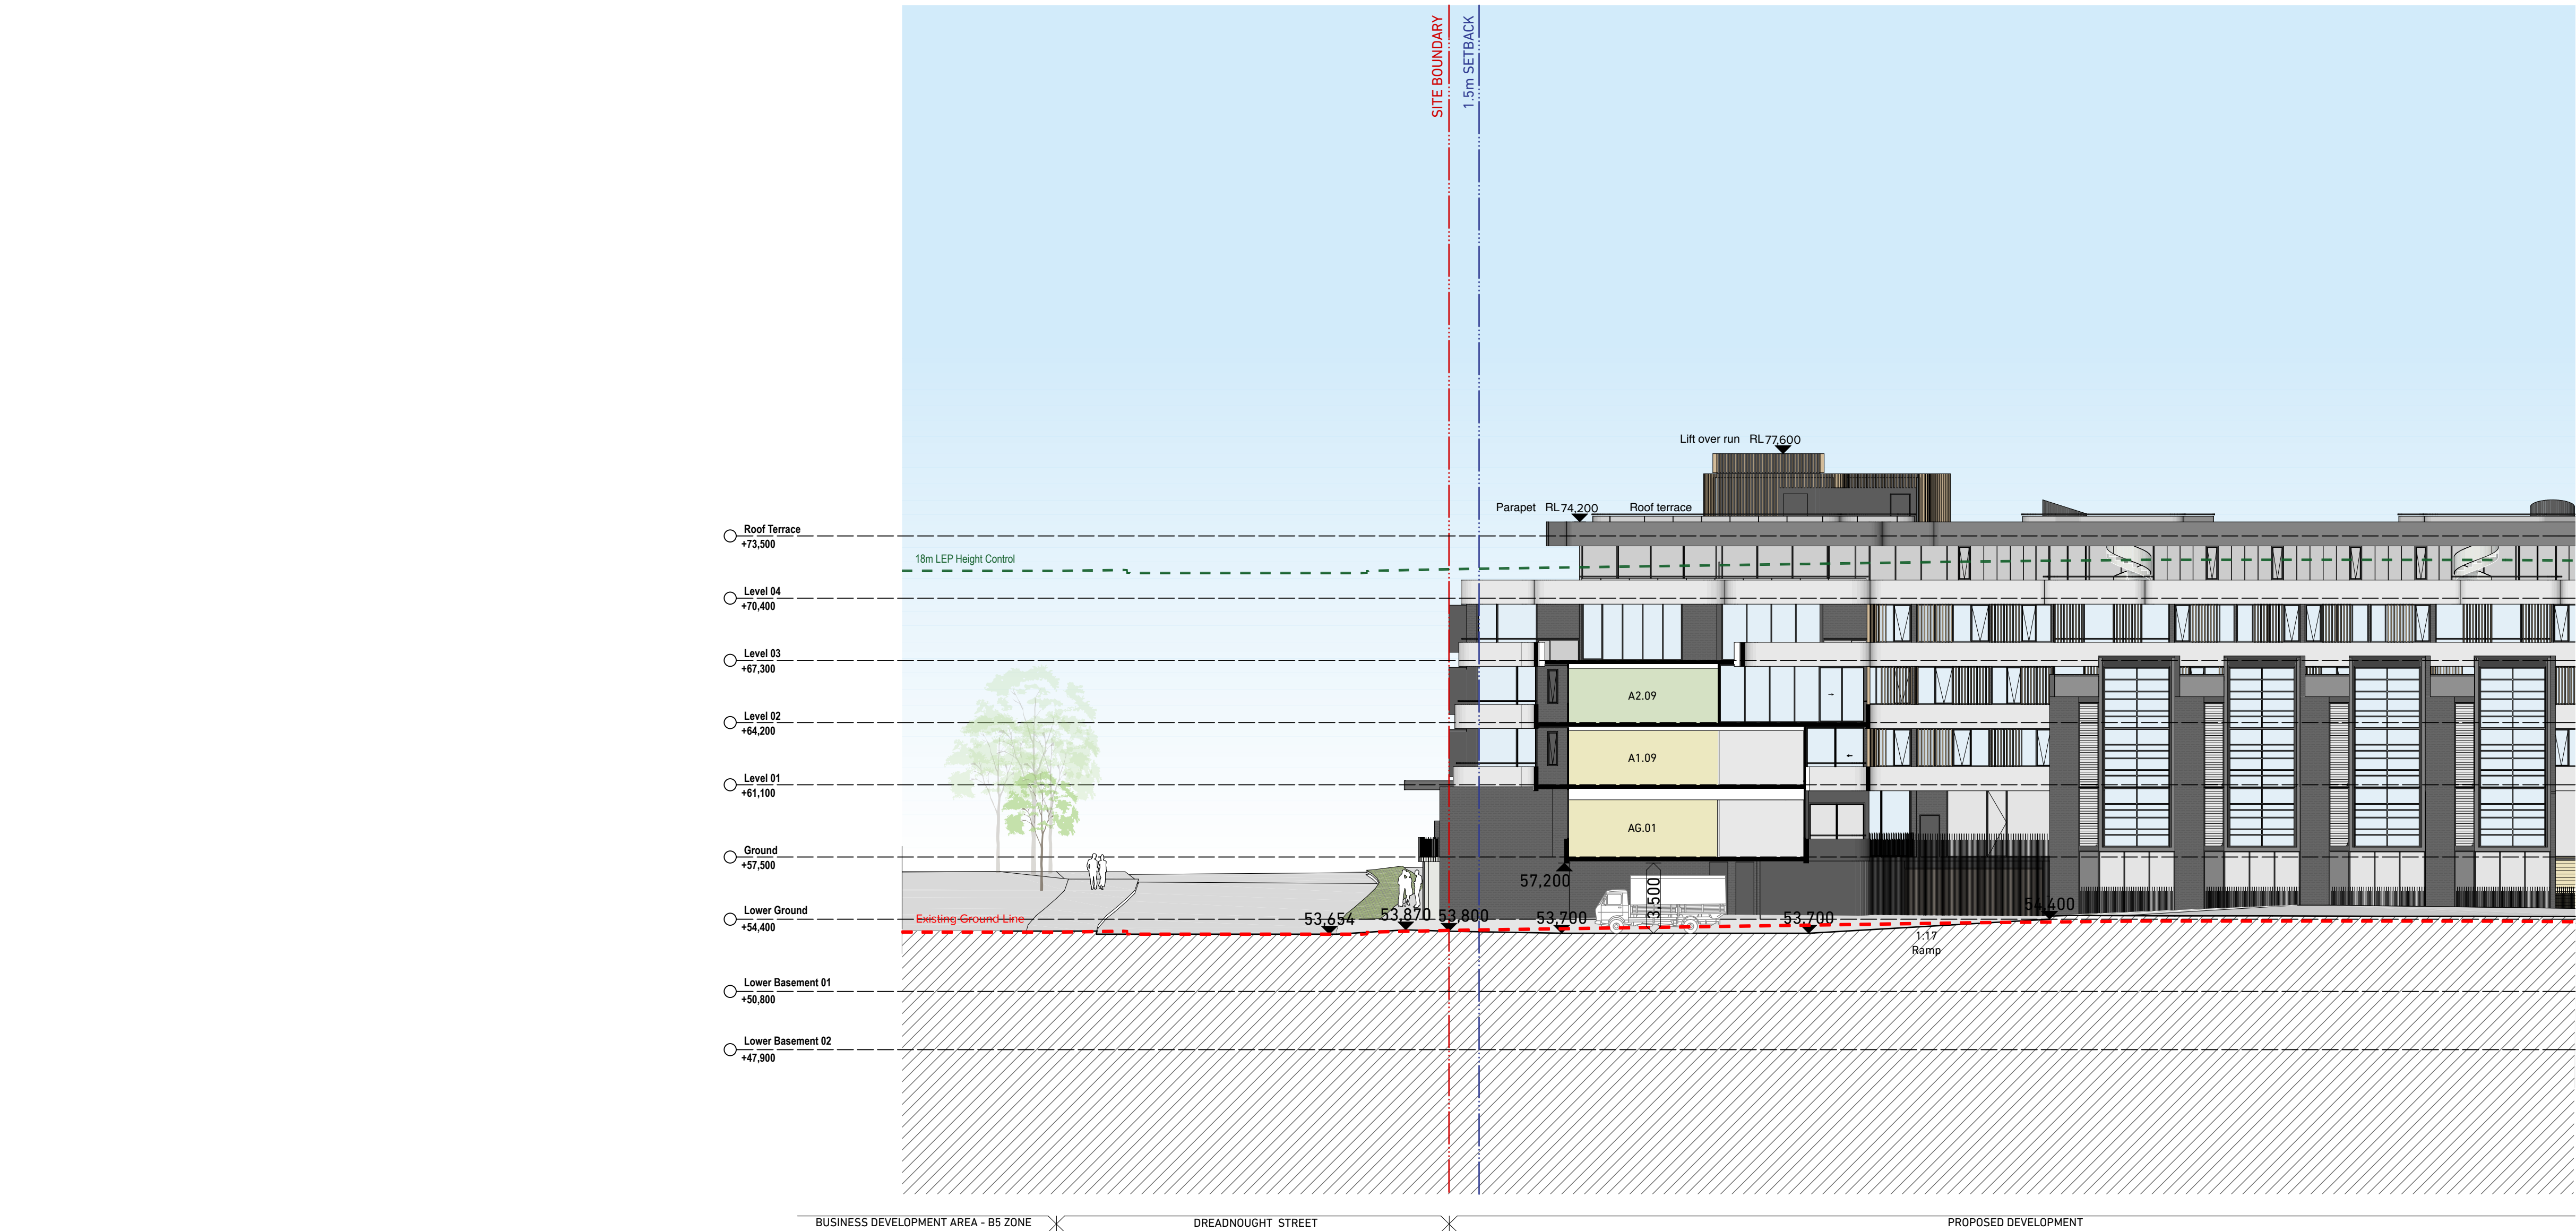 SITE BOUNDARY
1.5m SETBACK
Lift over run RL 77,600
Parapet RL 74,200 Roof terrace
Roof Terrace
+73,500
18m LEP Height Control
Level 04
+70,400
Level 03
+67,300
A2.09
Level 02
+64,200
A1.09
Level 01
+61,100
AG.01
Ground
+57,500
57,200
3,500
Lower Ground
+54,400
Existing Ground Line
53,654
53,870
53,800
53,700
53,700
54,400
1:17
Ramp
Lower Basement 01
+50,800
Lower Basement 02
+47,900
BUSINESS DEVELOPMENT AREA - B5 ZONE
DREADNOUGHT STREET
PROPOSED DEVELOPMENT